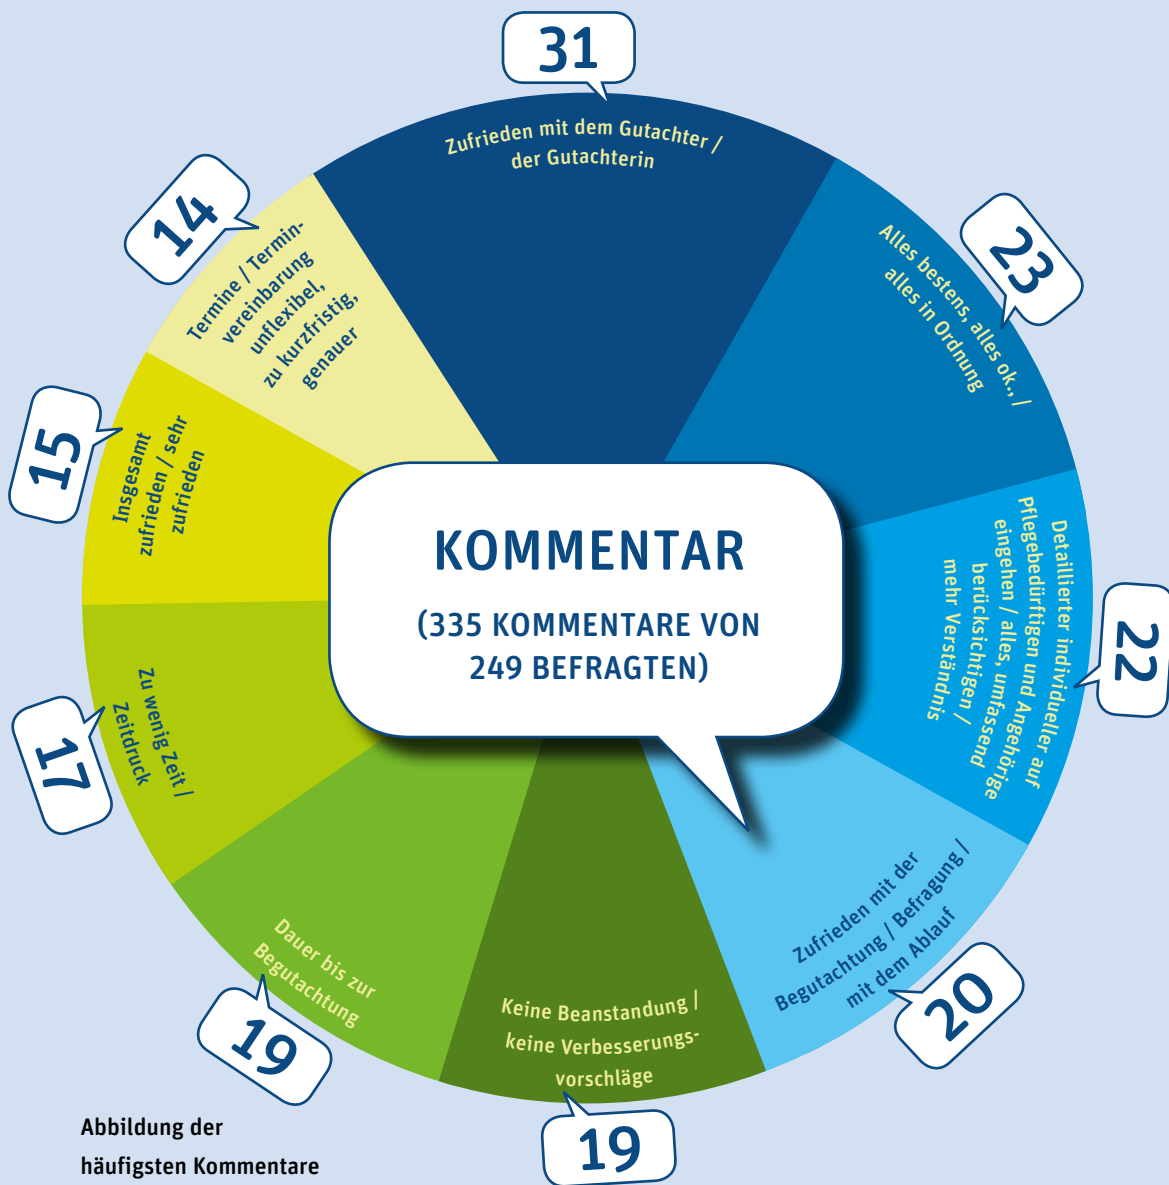 31
Zufrieden mit dem Gutachter /
der Gutachterin
23
Alles bestens, alles ok., /
alles in Ordnung
22
Detaillierter individueller auf
Pflegebedürftigen und Angehörige
eingehen / alles, umfassend
berücksichtigen /
mehr Verständnis
20
Zufrieden mit der
Begutachtung / Befragung /
mit dem Ablauf
19
Keine Beanstandung /
keine Verbesserungs-
vorschläge
19
Dauer bis zur
Begutachtung
17
Zu wenig Zeit /
Zeitdruck
15
Insgesamt
zufrieden / sehr
zufrieden
14
Termine / Termin-
vereinbarung
unflexibel,
zu kurzfristig,
genauer
KOMMENTAR
(335 KOMMENTARE VON
249 BEFRAGTEN)
Abbildung der
häufigsten Kommentare